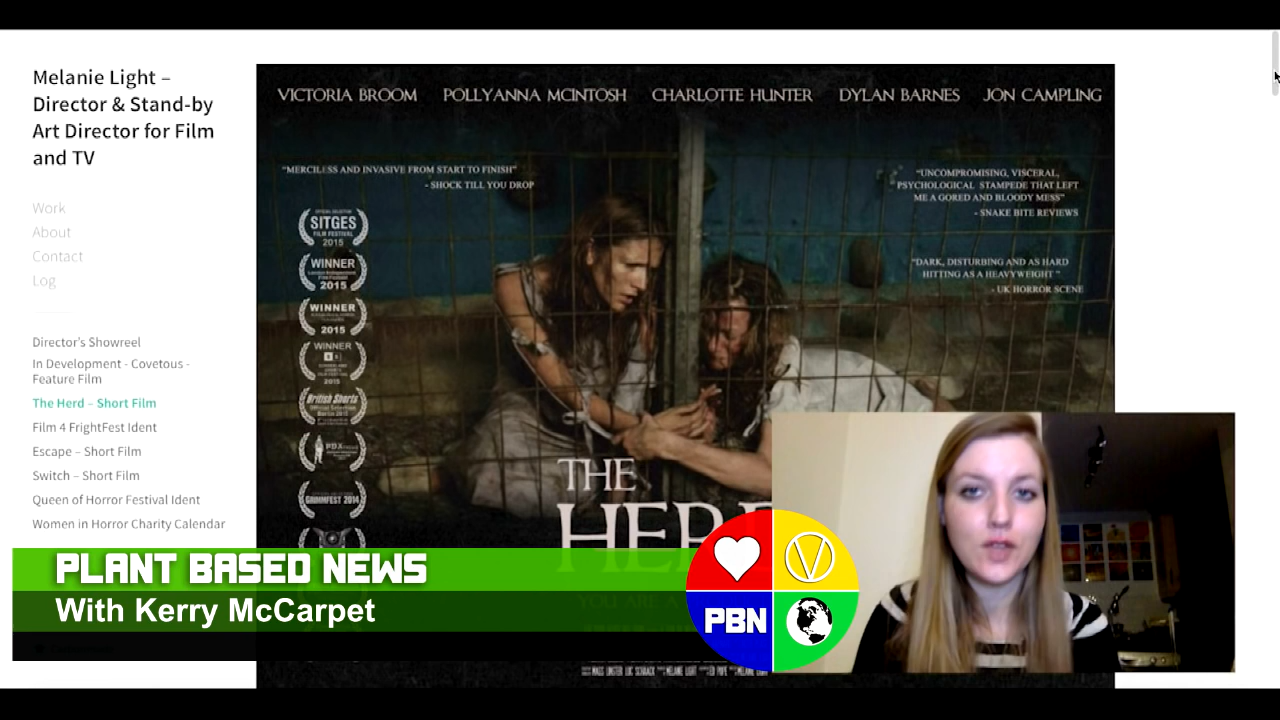 Melanie Light –
Director & Stand-by
Art Director for Film
and TV
Work
About
Contact
Log
Director's Showreel
In Development - Covetous -
Feature Film
The Herd – Short Film
Film 4 FrightFest Ident
Escape – Short Film
Switch – Short Film
Queen of Horror Festival Ident
Women in Horror Charity Calendar
VICTORIA BROOM POLLYANNA MCINTOSH CHARLOTTE HUNTER DYLAN BARNES JON CAMPLING
"MERCILESS AND INVASIVE FROM START TO FINISH"
- SHOCK TILL YOU DROP
"UNCOMPROMISING, VISCERAL,
PSYCHOLOGICAL STAMPEDE THAT LEFT
ME A GORED AND BLOODY MESS"
- SNAKE BITE REVIEWS
"DARK, DISTURBING AND AS HARD
HITTING AS A HEAVYWEIGHT "
- UK HORROR SCENE
SITGES
FILM FESTIVAL
2015
WINNER
2015
WINNER
2015
WINNER
2015
British Shorts
PDX
GRIMMFEST 2014
THE
HERD
YOU ARE A
PLANT BASED NEWS
With Kerry McCarpet
V
PBN